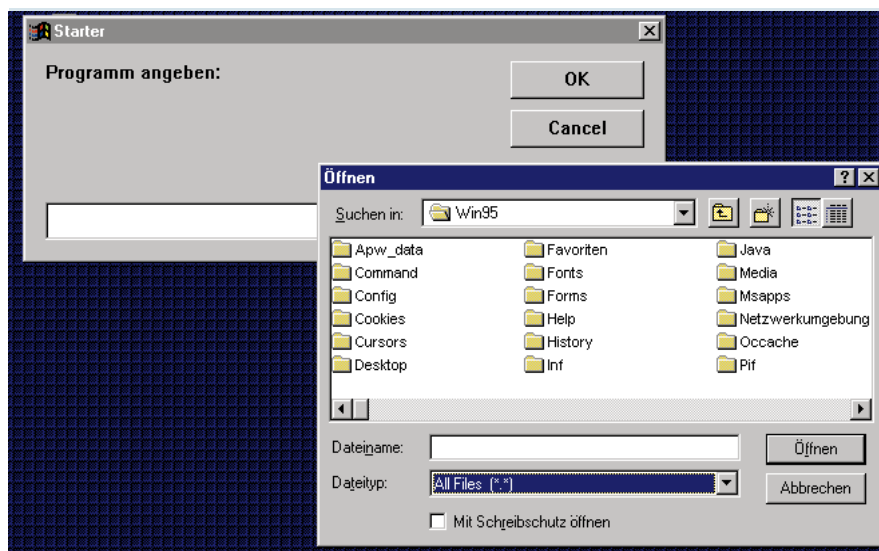 Starter
Programm angeben:
OK
Cancel
Öffnen
Suchen in: Win95
Apw_data Favoriten Java
Command Fonts Media
Config Forms Msapps
Cookies Help Netzwerkumgebung
Cursors History Occache
Desktop Inf Pif
Dateiname: Öffnen
Dateityp: All Files (*.*) Abbrechen
Mit Schreibschutz öffnen